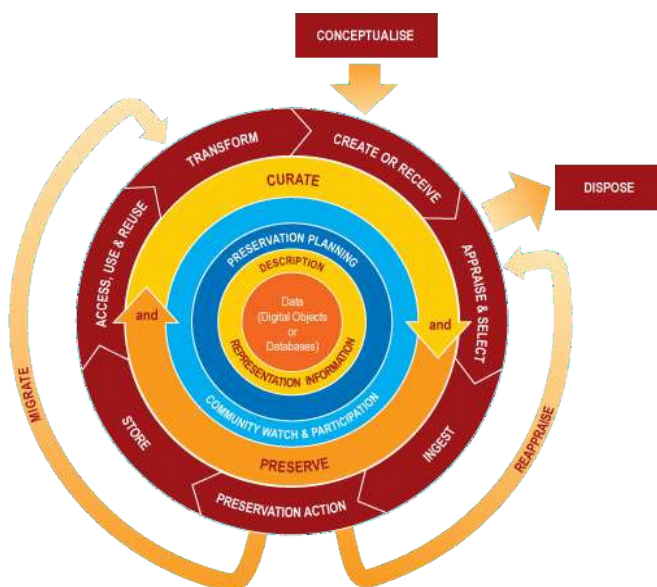 CONCEPTUALISE
CREATE OR RECEIVE
DISPOSE
APPRAISE & SELECT
INGEST
PRESERVATION ACTION
STORE
ACCESS, USE & REUSE
TRANSFORM
MIGRATE
REAPPRAISE
CURATE
and
PRESERVE
and
COMMUNITY WATCH & PARTICIPATION
PRESERVATION PLANNING
DESCRIPTION
REPRESENTATION INFORMATION
Data
(Digital Objects
or
Databases)